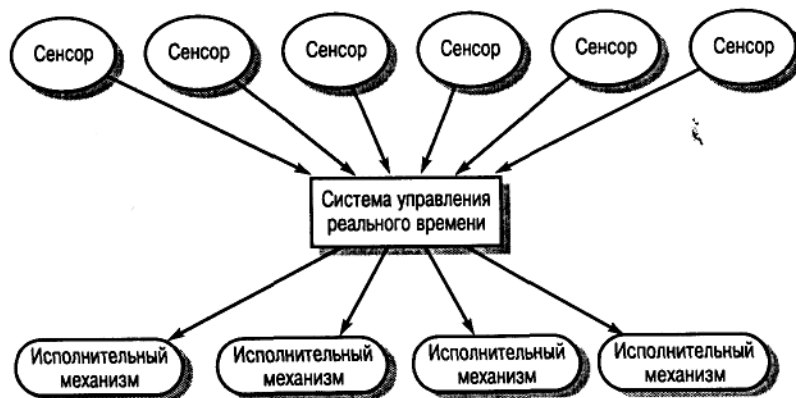 Сенсор
Сенсор
Сенсор
Сенсор
Сенсор
Сенсор
Система управления
реального времени
Исполнительный
механизм
Исполнительный
механизм
Исполнительный
механизм
Исполнительный
механизм